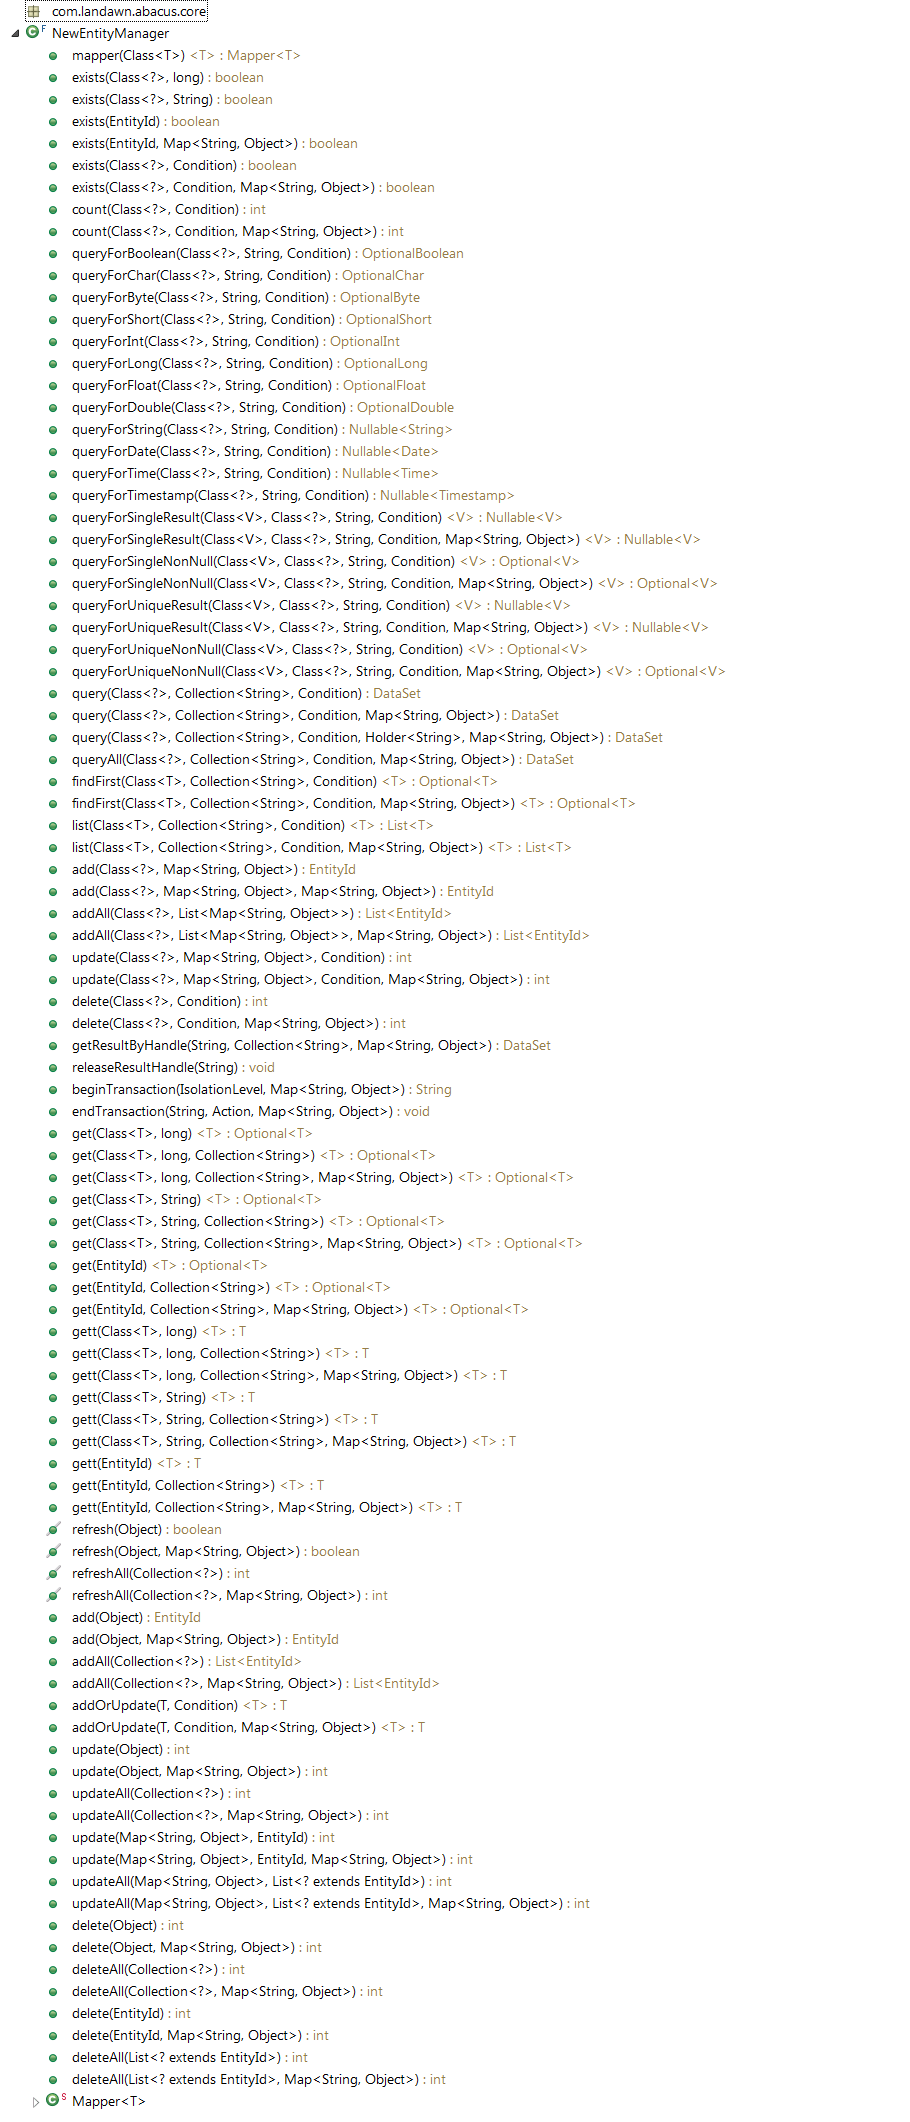 com.landawn.abacus.core
F NewEntityManager
mapper(Class<T>) <T> : Mapper<T>
exists(Class<?>, long) : boolean
exists(Class<?>, String) : boolean
exists(EntityId) : boolean
exists(EntityId, Map<String, Object>) : boolean
exists(Class<?>, Condition) : boolean
exists(Class<?>, Condition, Map<String, Object>) : boolean
count(Class<?>, Condition) : int
count(Class<?>, Condition, Map<String, Object>) : int
queryForBoolean(Class<?>, String, Condition) : OptionalBoolean
queryForChar(Class<?>, String, Condition) : OptionalChar
queryForByte(Class<?>, String, Condition) : OptionalByte
queryForShort(Class<?>, String, Condition) : OptionalShort
queryForInt(Class<?>, String, Condition) : OptionalInt
queryForLong(Class<?>, String, Condition) : OptionalLong
queryForFloat(Class<?>, String, Condition) : OptionalFloat
queryForDouble(Class<?>, String, Condition) : OptionalDouble
queryForString(Class<?>, String, Condition) : Nullable<String>
queryForDate(Class<?>, String, Condition) : Nullable<Date>
queryForTime(Class<?>, String, Condition) : Nullable<Time>
queryForTimestamp(Class<?>, String, Condition) : Nullable<Timestamp>
queryForSingleResult(Class<V>, Class<?>, String, Condition) <V> : Nullable<V>
queryForSingleResult(Class<V>, Class<?>, String, Condition, Map<String, Object>) <V> : Nullable<V>
queryForSingleNonNull(Class<V>, Class<?>, String, Condition) <V> : Optional<V>
queryForSingleNonNull(Class<V>, Class<?>, String, Condition, Map<String, Object>) <V> : Optional<V>
queryForUniqueResult(Class<V>, Class<?>, String, Condition) <V> : Nullable<V>
queryForUniqueResult(Class<V>, Class<?>, String, Condition, Map<String, Object>) <V> : Nullable<V>
queryForUniqueNonNull(Class<V>, Class<?>, String, Condition) <V> : Optional<V>
queryForUniqueNonNull(Class<V>, Class<?>, String, Condition, Map<String, Object>) <V> : Optional<V>
query(Class<?>, Collection<String>, Condition) : DataSet
query(Class<?>, Collection<String>, Condition, Map<String, Object>) : DataSet
query(Class<?>, Collection<String>, Condition, Holder<String>, Map<String, Object>) : DataSet
queryAll(Class<?>, Collection<String>, Condition, Map<String, Object>) : DataSet
findFirst(Class<T>, Collection<String>, Condition) <T> : Optional<T>
findFirst(Class<T>, Collection<String>, Condition, Map<String, Object>) <T> : Optional<T>
list(Class<T>, Collection<String>, Condition) <T> : List<T>
list(Class<T>, Collection<String>, Condition, Map<String, Object>) <T> : List<T>
add(Class<?>, Map<String, Object>) : EntityId
add(Class<?>, Map<String, Object>, Map<String, Object>) : EntityId
addAll(Class<?>, List<Map<String, Object>>) : List<EntityId>
addAll(Class<?>, List<Map<String, Object>>, Map<String, Object>) : List<EntityId>
update(Class<?>, Map<String, Object>, Condition) : int
update(Class<?>, Map<String, Object>, Condition, Map<String, Object>) : int
delete(Class<?>, Condition) : int
delete(Class<?>, Condition, Map<String, Object>) : int
getResultByHandle(String, Collection<String>, Map<String, Object>) : DataSet
releaseResultHandle(String) : void
beginTransaction(IsolationLevel, Map<String, Object>) : String
endTransaction(String, Action, Map<String, Object>) : void
get(Class<T>, long) <T> : Optional<T>
get(Class<T>, long, Collection<String>) <T> : Optional<T>
get(Class<T>, long, Collection<String>, Map<String, Object>) <T> : Optional<T>
get(Class<T>, String) <T> : Optional<T>
get(Class<T>, String, Collection<String>) <T> : Optional<T>
get(Class<T>, String, Collection<String>, Map<String, Object>) <T> : Optional<T>
get(EntityId) <T> : Optional<T>
get(EntityId, Collection<String>) <T> : Optional<T>
get(EntityId, Collection<String>, Map<String, Object>) <T> : Optional<T>
gett(Class<T>, long) <T> : T
gett(Class<T>, long, Collection<String>) <T> : T
gett(Class<T>, long, Collection<String>, Map<String, Object>) <T> : T
gett(Class<T>, String) <T> : T
gett(Class<T>, String, Collection<String>) <T> : T
gett(Class<T>, String, Collection<String>, Map<String, Object>) <T> : T
gett(EntityId) <T> : T
gett(EntityId, Collection<String>) <T> : T
gett(EntityId, Collection<String>, Map<String, Object>) <T> : T
refresh(Object) : boolean
refresh(Object, Map<String, Object>) : boolean
refreshAll(Collection<?>) : int
refreshAll(Collection<?>, Map<String, Object>) : int
add(Object) : EntityId
add(Object, Map<String, Object>) : EntityId
addAll(Collection<?>) : List<EntityId>
addAll(Collection<?>, Map<String, Object>) : List<EntityId>
addOrUpdate(T, Condition) <T> : T
addOrUpdate(T, Condition, Map<String, Object>) <T> : T
update(Object) : int
update(Object, Map<String, Object>) : int
updateAll(Collection<?>) : int
updateAll(Collection<?>, Map<String, Object>) : int
update(Map<String, Object>, EntityId) : int
update(Map<String, Object>, EntityId, Map<String, Object>) : int
updateAll(Map<String, Object>, List<? extends EntityId>) : int
updateAll(Map<String, Object>, List<? extends EntityId>, Map<String, Object>) : int
delete(Object) : int
delete(Object, Map<String, Object>) : int
deleteAll(Collection<?>) : int
deleteAll(Collection<?>, Map<String, Object>) : int
delete(EntityId) : int
delete(EntityId, Map<String, Object>) : int
deleteAll(List<? extends EntityId>) : int
deleteAll(List<? extends EntityId>, Map<String, Object>) : int
S Mapper<T>